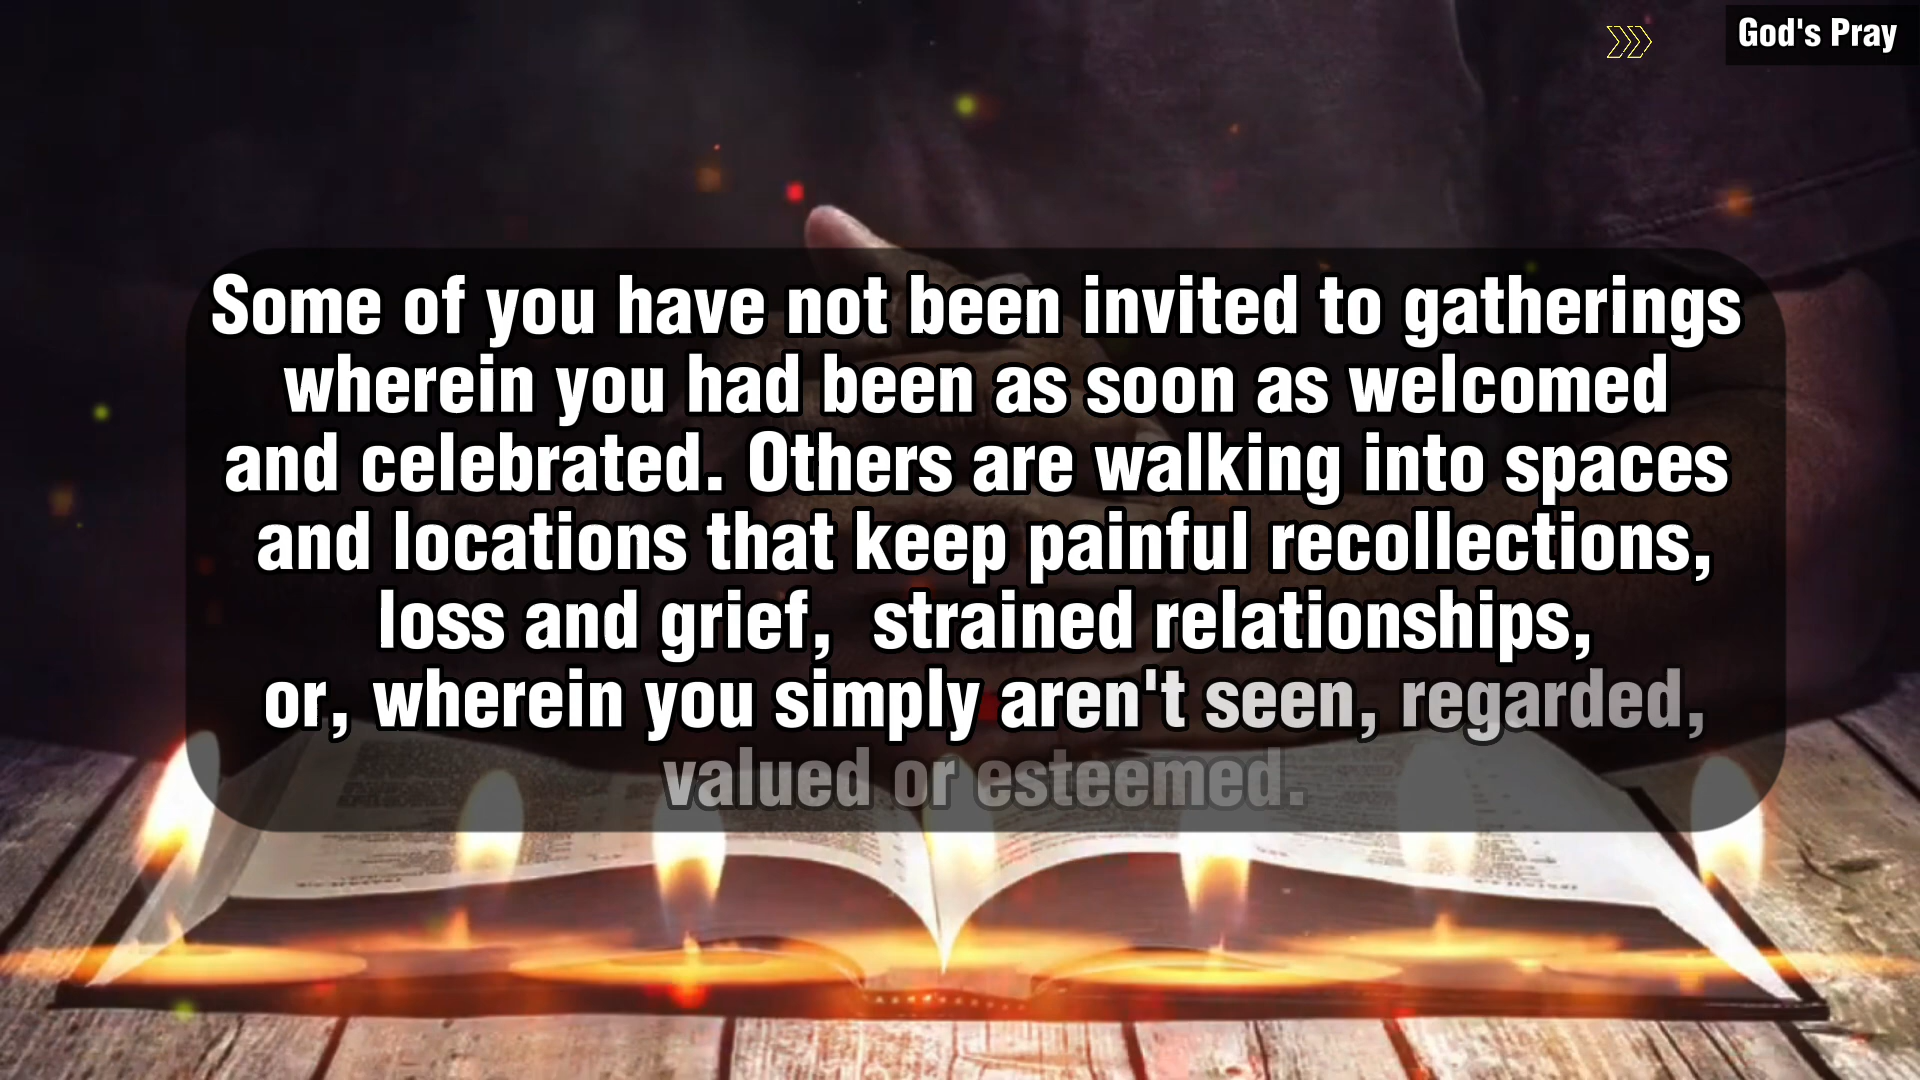 God's Pray
Some of you have not been invited to gatherings
wherein you had been as soon as welcomed
and celebrated. Others are walking into spaces
and locations that keep painful recollections,
loss and grief,  strained relationships,
or, wherein you simply aren't seen, regarded,
valued or esteemed.